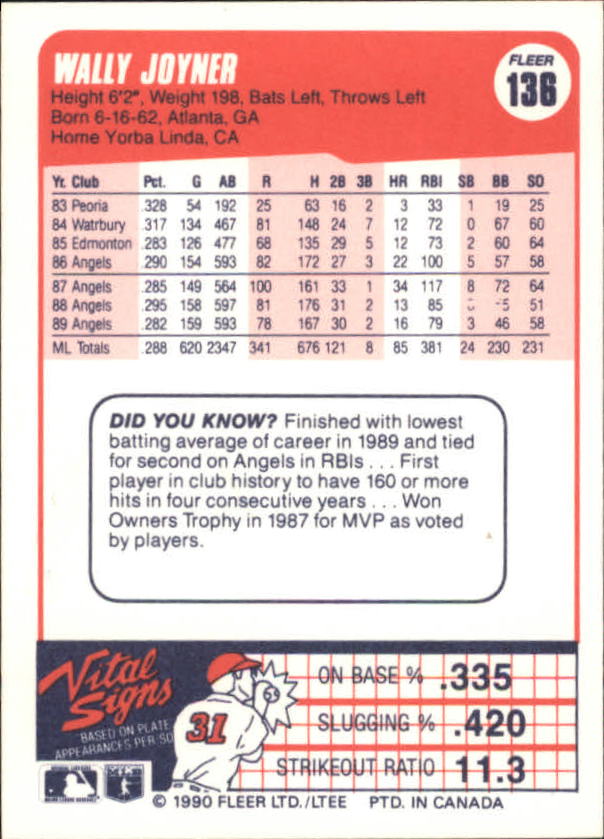 WALLY JOYNER
FLEER
136
Height 6'2", Weight 198, Bats Left, Throws Left
Born 6-16-62, Atlanta, GA
Home Yorba Linda, CA
Yr. Club Pct. G AB R H 2B 3B HR RBI SB BB SO
83 Peoria .328 54 192 25 63 16 2 3 33 1 19 25
84 Watrbury .317 134 467 81 148 24 7 12 72 0 67 60
85 Edmonton .283 126 477 68 135 29 5 12 73 2 60 64
86 Angels .290 154 593 82 172 27 3 22 100 5 57 58
87 Angels .285 149 564 100 161 33 1 34 117 8 72 64
88 Angels .295 158 597 81 176 31 2 13 85 51
89 Angels .282 159 593 78 167 30 2 16 79 3 46 58
ML Totals .288 620 2347 341 676 121 8 85 381 24 230 231
DID YOU KNOW? Finished with lowest
batting average of career in 1989 and tied
for second on Angels in RBIs . . . First
player in club history to have 160 or more
hits in four consecutive years . . . Won
Owners Trophy in 1987 for MVP as voted
by players.
Vital
Signs
BASED ON PLATE
APPEARANCES PER SO
31
ON BASE % .335
SLUGGING % .420
STRIKEOUT RATIO 11.3
© 1990 FLEER LTD./LTEE PTD. IN CANADA